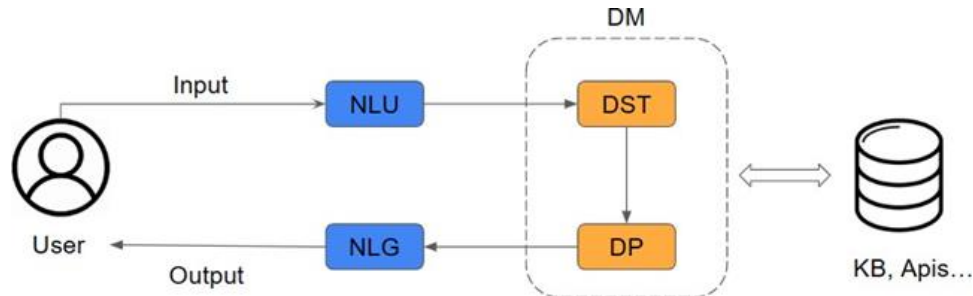 DM
Input
NLU
DST
User
NLG
DP
Output
KB, Apis...